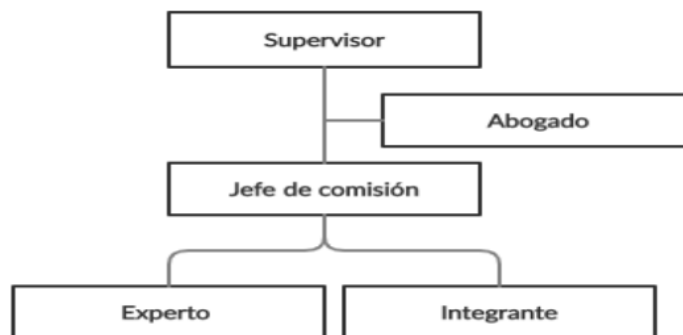 Supervisor
Abogado
Jefe de comisión
Experto
Integrante